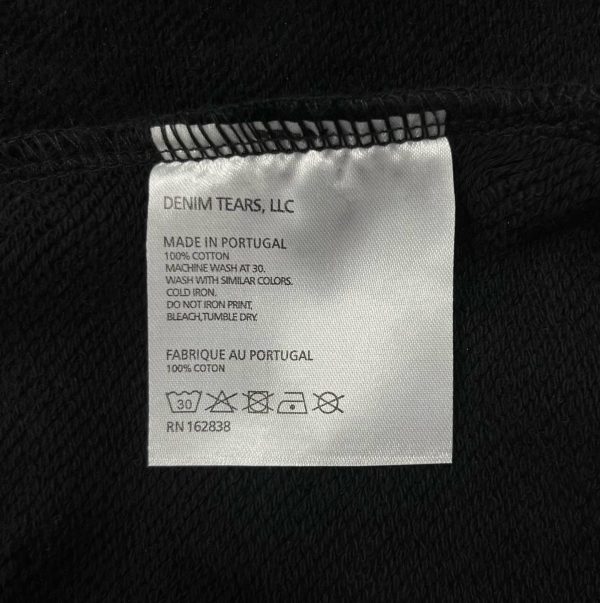 DENIM TEARS, LLC
MADE IN PORTUGAL
100% COTTON
MACHINE WASH AT 30.
WASH WITH SIMILAR COLORS.
COLD IRON.
DO NOT IRON PRINT,
BLEACH,TUMBLE DRY.
FABRIQUE AU PORTUGAL
100% COTON
30
RN 162838